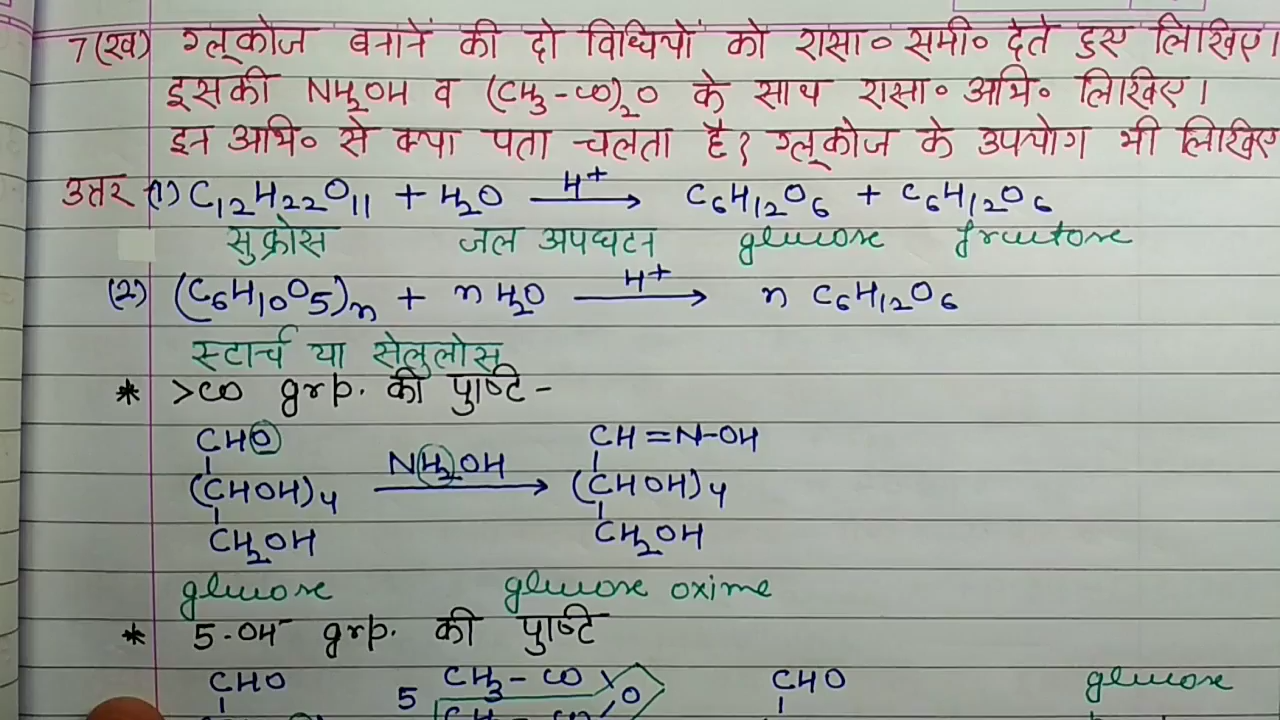 7(ख) ग्लूकोज बनाने की दो विधियों को रासा० समी० देते हुए लिखिए।
इसकी NH₂OH व (CH₃-CO)₂O के साथ रासा० अभि० लिखिए।
इन अभि० से क्या पता चलता है? ग्लूकोज के उपयोग भी लिखिए
उत्तर (1) C₁₂H₂₂O₁₁ + H₂O —H⁺→ C₆H₁₂O₆ + C₆H₁₂O₆
सुक्रोस जल अपघटन glucose fructose
(2) (C₆H₁₀O₅)n + n H₂O —H⁺→ n C₆H₁₂O₆
स्टार्च या सेलुलोस
* >CO grp. की पुष्टि -
CHO CH=N-OH
(CHOH)₄ —NH₂OH→ (CHOH)₄
CH₂OH CH₂OH
glucose glucose oxime
* 5-OH⁻ grp. की पुष्टि
CHO 5 CH₃-CO O CHO glucose